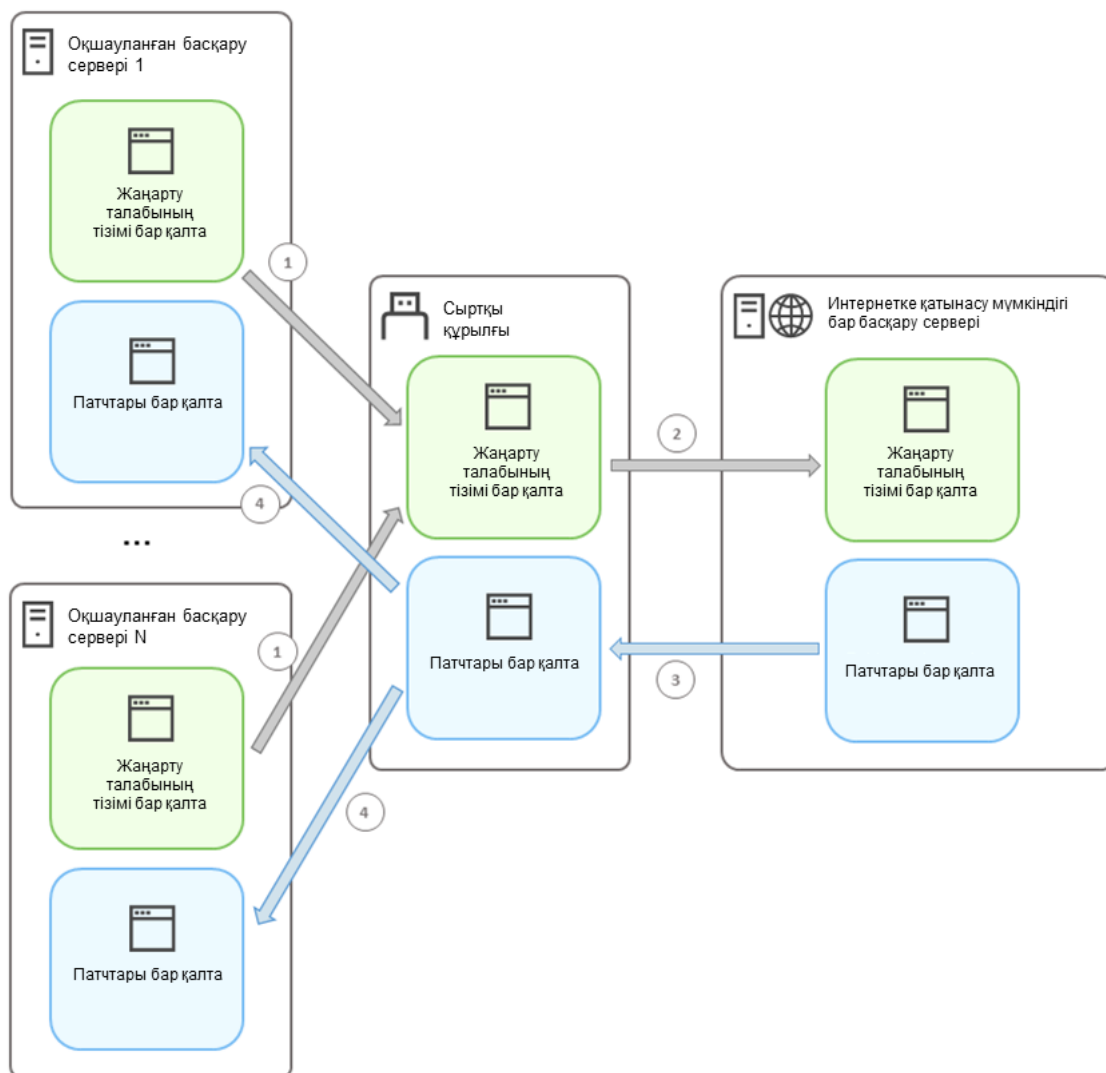 Оқшауланған басқару
сервері 1
Жаңарту
талабының
тізімі бар қалта
Патчтары бар қалта
1
4
...
Оқшауланған басқару
сервері N
Жаңарту
талабының
тізімі бар қалта
Патчтары бар қалта
1
4
Сыртқы
құрылғы
Жаңарту
талабының
тізімі бар қалта
Патчтары бар қалта
2
3
Интернетке қатынасу мүмкіндігі
бар басқару сервері
Жаңарту
талабының
тізімі бар қалта
Патчтары бар қалта